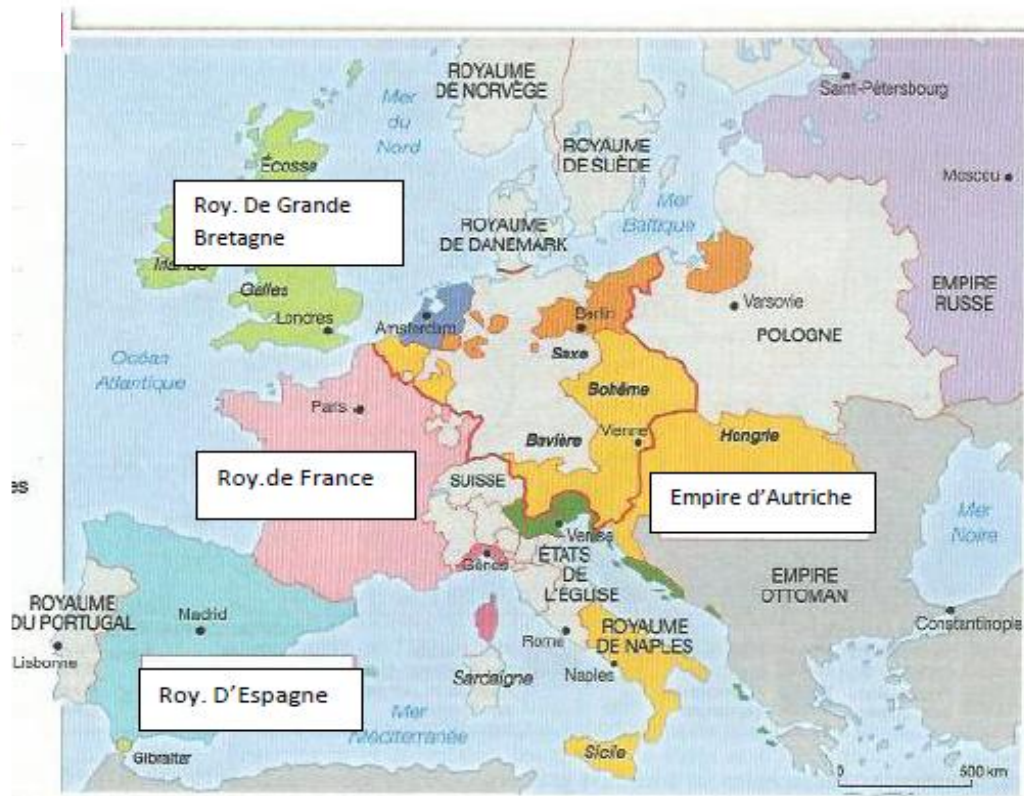 ROYAUME
DE NORVÈGE
Saint-Pétersbourg
Mer
du
Nord
ROYAUME
DE SUÈDE
Écosse
Moscou
Roy. De Grande
Bretagne
Mer
Baltique
ROYAUME
DE DANEMARK
Irlande
Galles
EMPIRE
RUSSE
Londres
Amsterdam
Berlin
Varsovie
POLOGNE
Océan
Atlantique
Saxe
Bohême
Paris
Bavière
Vienne
Hongrie
es
Roy.de France
SUISSE
Empire d’Autriche
Mer
Noire
Venise
Gênes
ÉTATS
DE
L'ÉGLISE
EMPIRE
OTTOMAN
ROYAUME
DU PORTUGAL
Madrid
Constantinople
Lisbonne
Rome
ROYAUME
DE NAPLES
Sardaigne
Naples
Roy. D’Espagne
Mer
Méditerranée
Gibraltar
Sicile
0 500 km